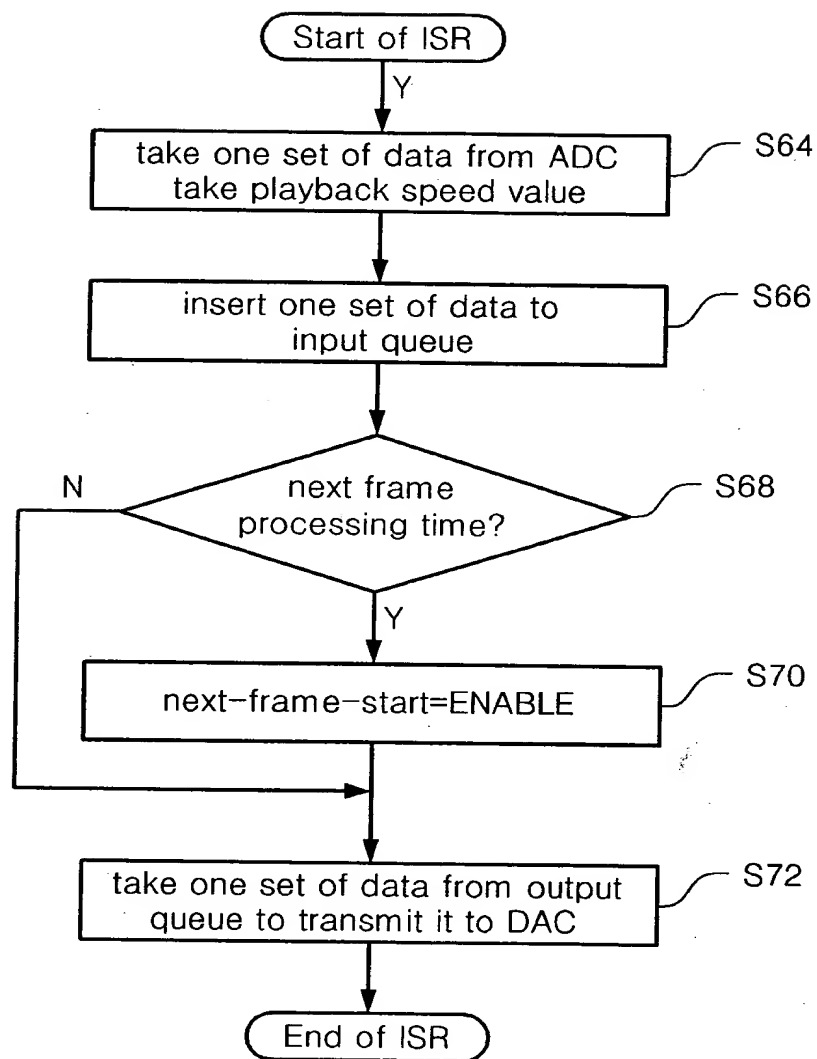 Start of ISR
Y
take one set of data from ADC
take playback speed value
S64
insert one set of data to
input queue
S66
N
next frame
processing time?
S68
Y
next-frame-start=ENABLE
S70
take one set of data from output
queue to transmit it to DAC
S72
End of ISR